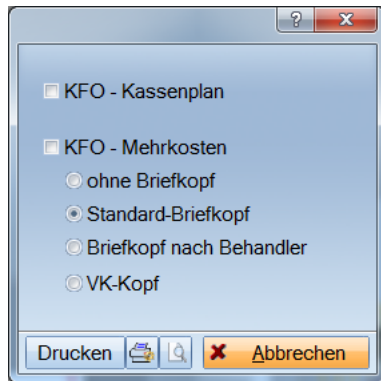 KFO - Kassenplan
KFO - Mehrkosten
ohne Briefkopf
Standard-Briefkopf
Briefkopf nach Behandler
VK-Kopf
Drucken Abbrechen